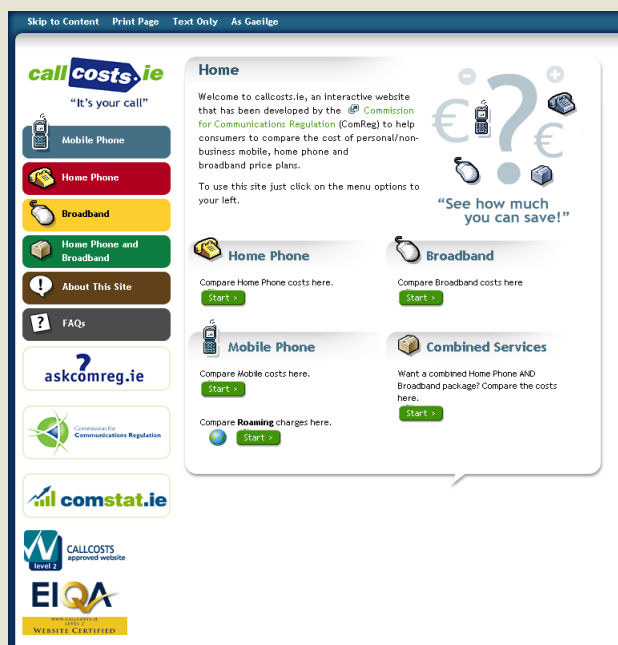 Skip to Content Print Page Text Only As Gaeilge
callcosts.ie
"It's your call"
Mobile Phone
Home Phone
Broadband
Home Phone and
Broadband
About This Site
FAQs
askcomreg.ie
Commission for
Communications Regulation
comstat.ie
W
level 2
CALLCOSTS
approved website
EIQA
WWW.CALLCOSTS.IE
LEVEL 2
WEBSITE CERTIFIED
Home
Welcome to callcosts.ie, an interactive website
that has been developed by the Commission
for Communications Regulation (ComReg) to help
consumers to compare the cost of personal/non-
business mobile, home phone and
broadband price plans.
To use this site just click on the menu options to
your left.
"See how much
you can save!"
Home Phone
Compare Home Phone costs here.
Start >
Broadband
Compare Broadband costs here
Start >
Mobile Phone
Compare Mobile costs here.
Start >
Compare Roaming charges here.
Start >
Combined Services
Want a combined Home Phone AND
Broadband package? Compare the costs
here.
Start >